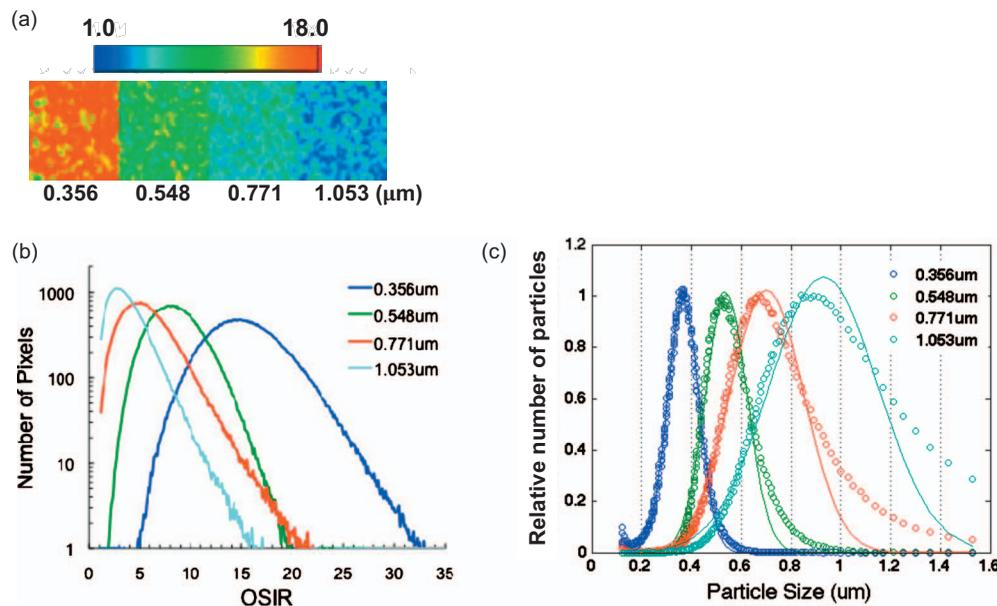 (a)
1.0 18.0
0.356 0.548 0.771 1.053 (μm)
(b)
Number of Pixels
1000
100
10
1
0 5 10 15 20 25 30 35
OSIR
0.356um
0.548um
0.771um
1.053um
(c)
Relative number of particles
1.2
1
0.8
0.6
0.4
0.2
0
0 0.2 0.4 0.6 0.8 1 1.2 1.4 1.6
Particle Size (um)
0.356um
0.548um
0.771um
1.053um